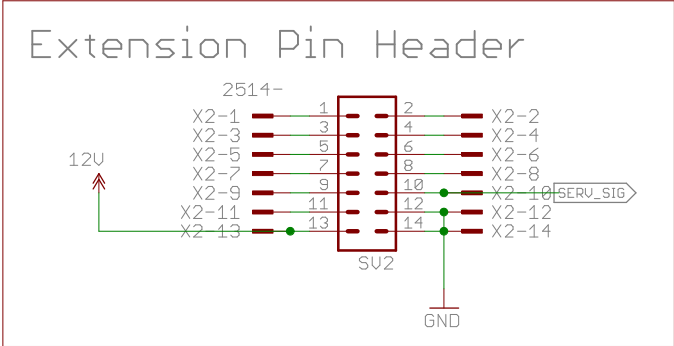 Extension Pin Header
2514-
X2-1 1 2 X2-2
X2-3 3 4 X2-4
X2-5 5 6 X2-6
12V
X2-7 7 8 X2-8
X2-9 9 10 X2-10 SERV_SIG
X2-11 11 12 X2-12
X2-13 13 14 X2-14
SV2
GND